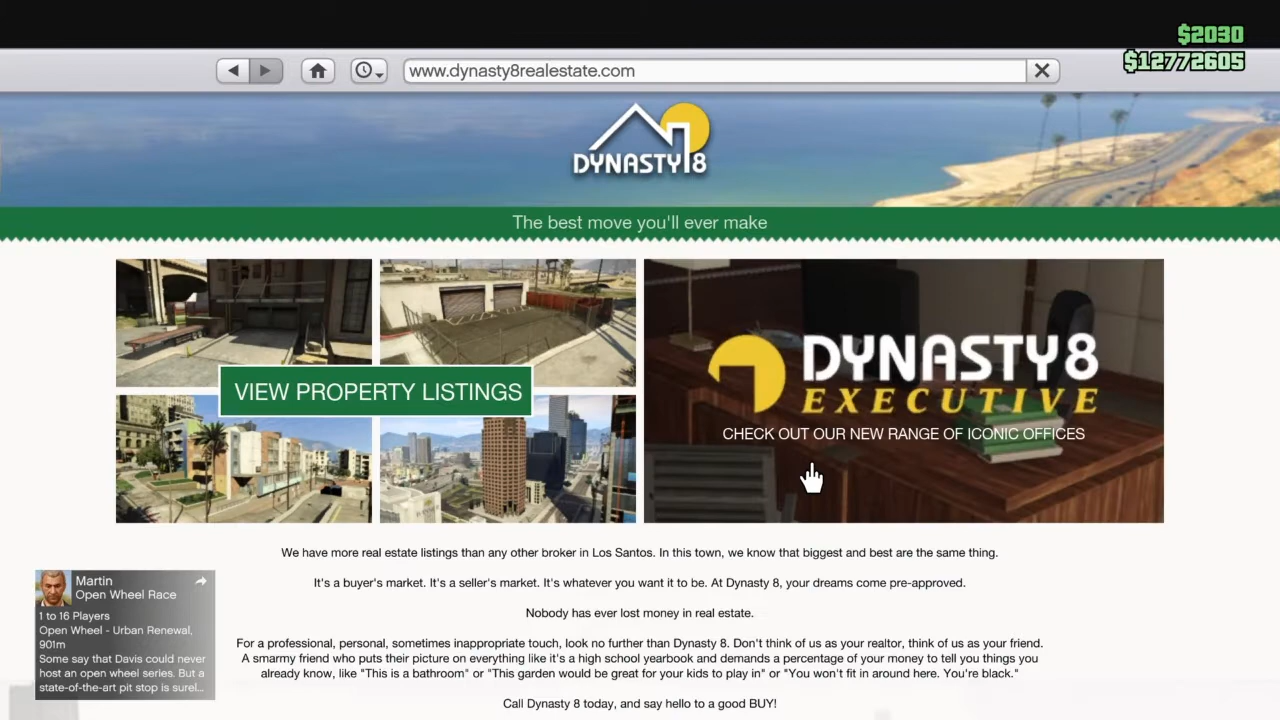 $2030
$12772605
www.dynasty8realestate.com
DYNASTY 8
The best move you'll ever make
VIEW PROPERTY LISTINGS
DYNASTY8
EXECUTIVE
CHECK OUT OUR NEW RANGE OF ICONIC OFFICES
We have more real estate listings than any other broker in Los Santos. In this town, we know that biggest and best are the same thing.
It's a buyer's market. It's a seller's market. It's whatever you want it to be. At Dynasty 8, your dreams come pre-approved.
Nobody has ever lost money in real estate.
For a professional, personal, sometimes inappropriate touch, look no further than Dynasty 8. Don't think of us as your realtor, think of us as your friend.
A smarmy friend who puts their picture on everything like it's a high school yearbook and demands a percentage of your money to tell you things you
already know, like "This is a bathroom" or "This garden would be great for your kids to play in" or "You won't fit in around here. You're black."
Call Dynasty 8 today, and say hello to a good BUY!
Martin
Open Wheel Race
1 to 16 Players
Open Wheel - Urban Renewal,
901m
Some say that Davis could never
host an open wheel series. But a
state-of-the-art pit stop is surel...